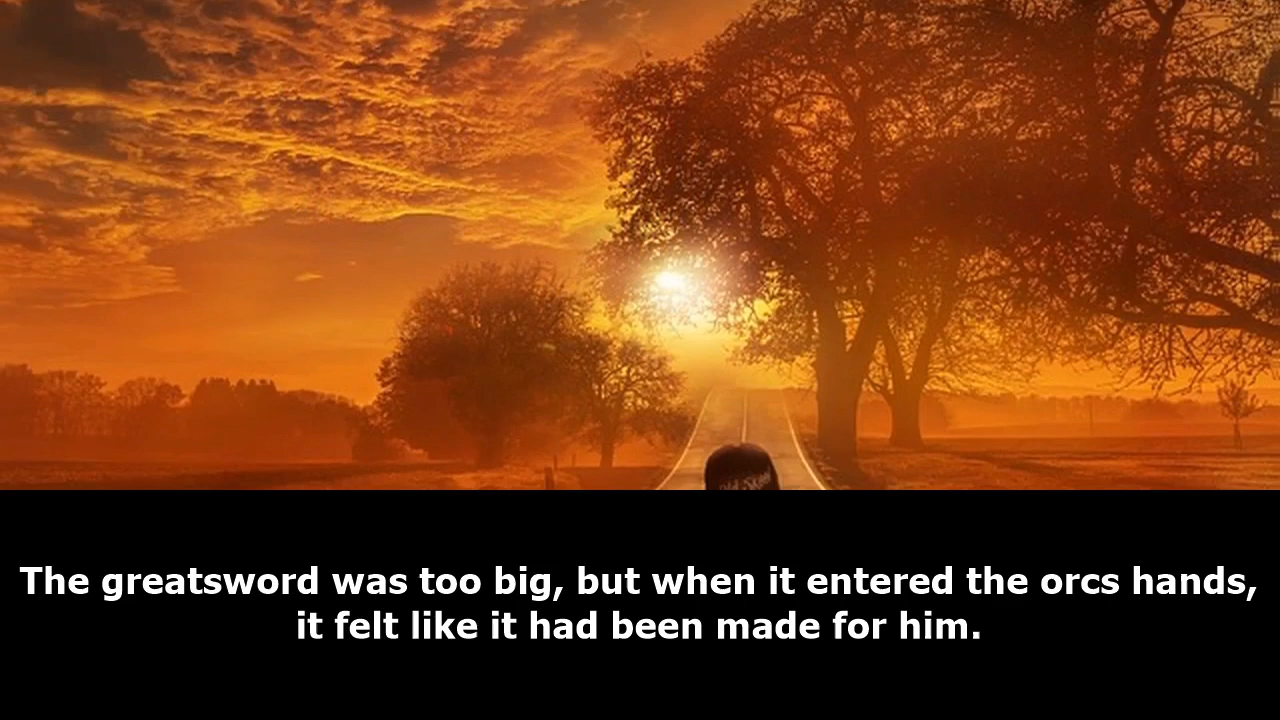 The greatsword was too big, but when it entered the orcs hands,
it felt like it had been made for him.